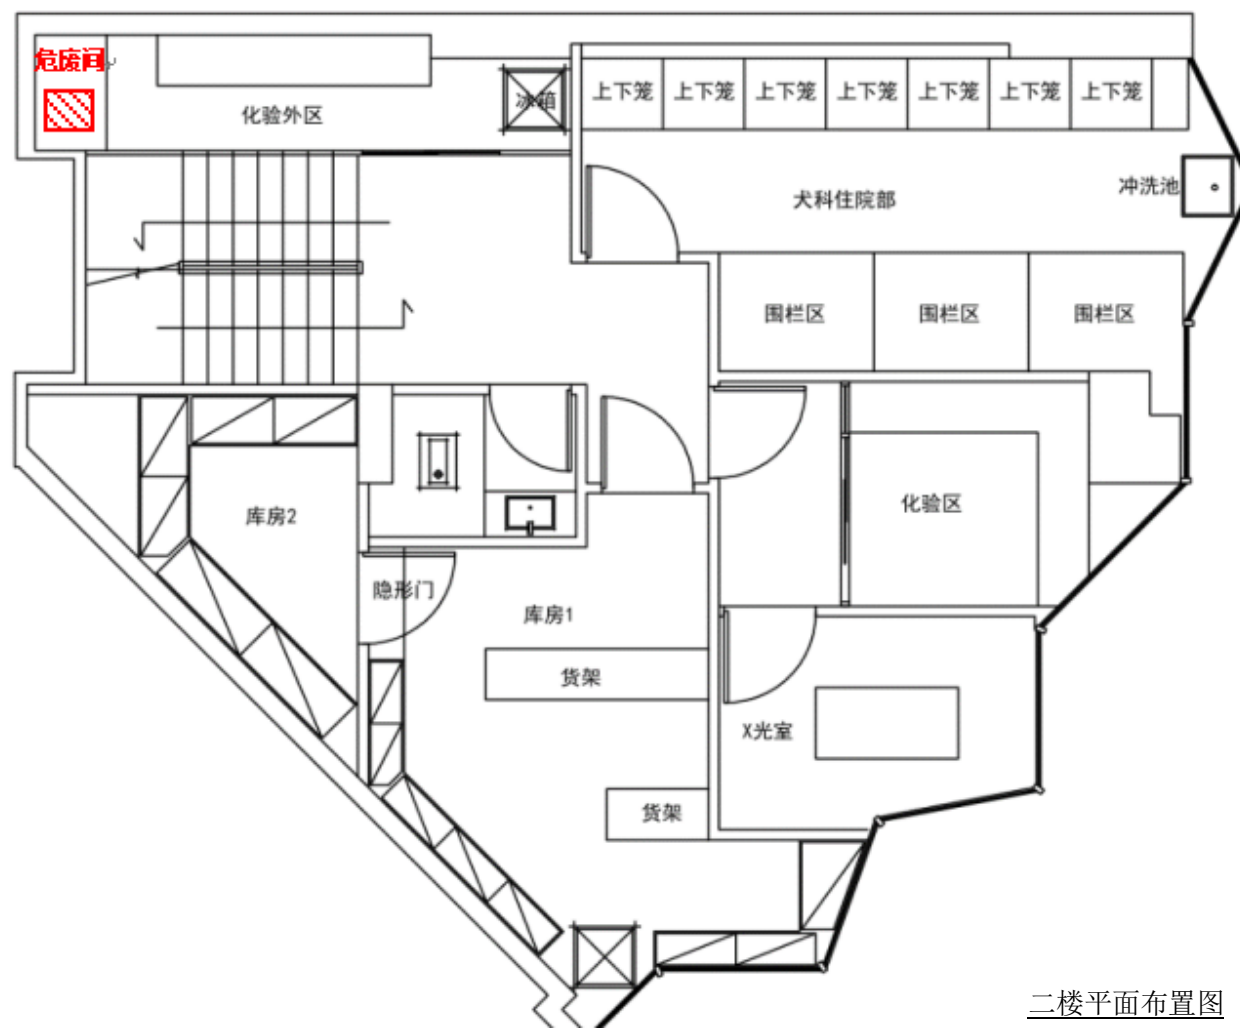 危废间
化验外区
冰箱
上下笼
上下笼
上下笼
上下笼
上下笼
上下笼
上下笼
犬科住院部
冲洗池
围栏区
围栏区
围栏区
库房2
化验区
隐形门
库房1
货架
X光室
货架
二楼平面布置图